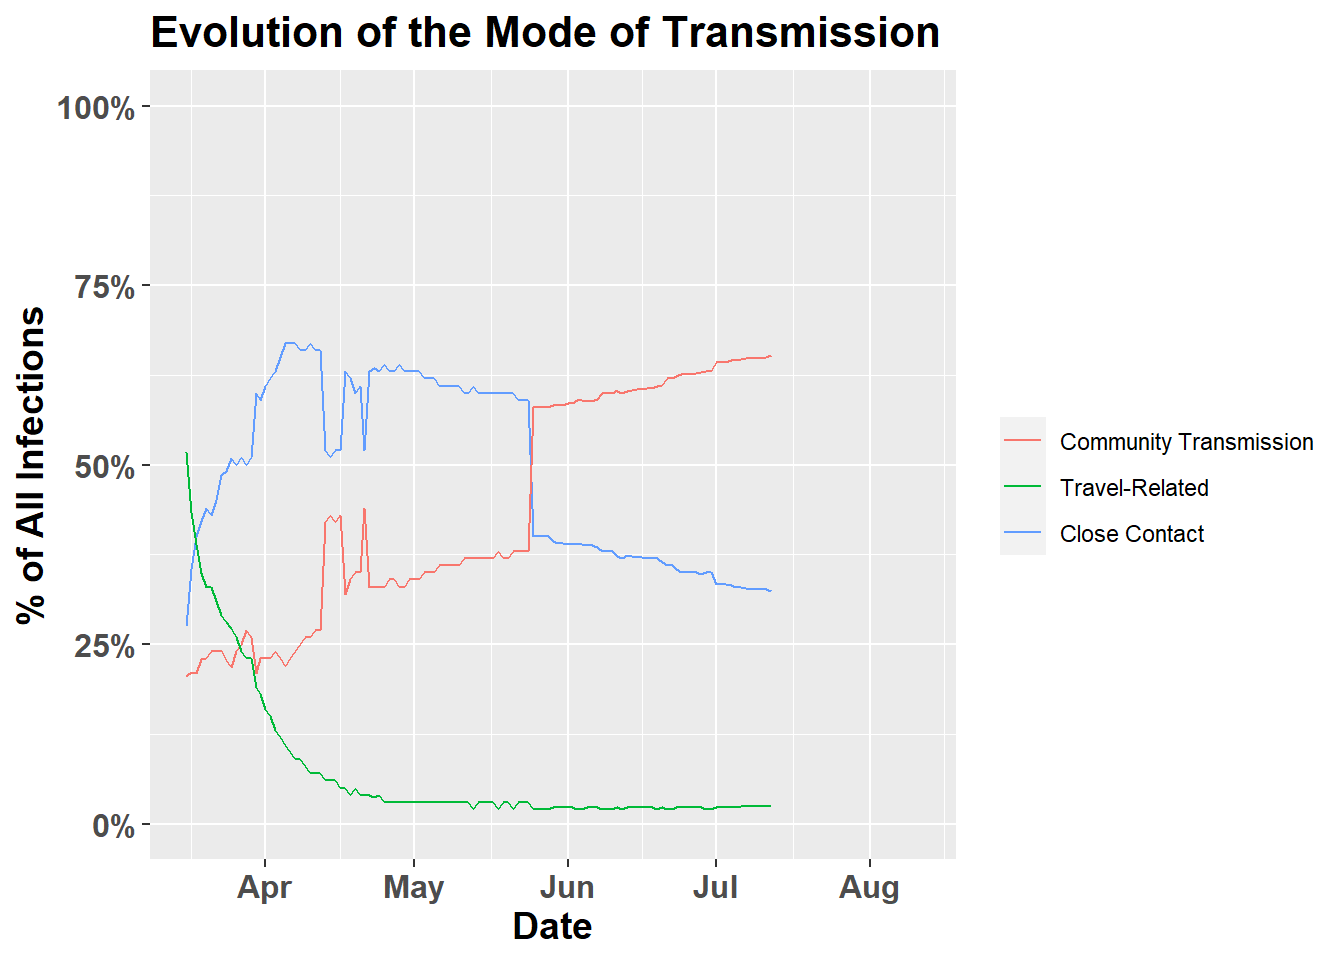 Evolution of the Mode of Transmission
% of All Infections
100%
75%
50%
25%
0%
Apr May Jun Jul Aug
Date
Community Transmission
Travel-Related
Close Contact